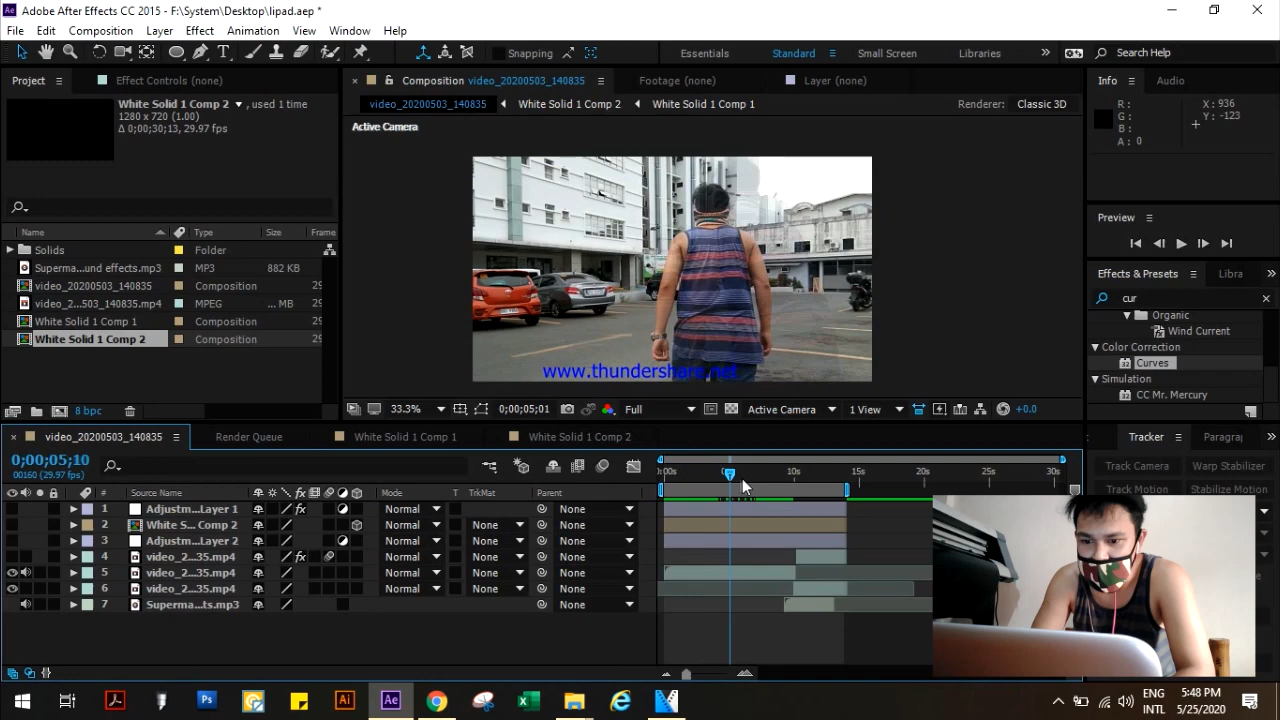 Ae Adobe After Effects CC 2015 - F:\System\Desktop\lipad.aep *
File Edit Composition Layer Effect Animation View Window Help
Snapping Essentials Standard Small Screen Libraries Search Help
Project Effect Controls (none) Composition video_20200503_140835 Footage (none) Layer (none) Info Audio
White Solid 1 Comp 2 , used 1 time
1280 x 720 (1.00)
Δ 0;00;30;13, 29.97 fps
video_20200503_140835 White Solid 1 Comp 2 White Solid 1 Comp 1 Renderer: Classic 3D
Active Camera
R: X: 936
G: Y: -123
B:
A: 0
Name Type Size Frame
Solids Folder
Superma...und effects.mp3 MP3 882 KB
video_20200503_140835 Composition 29
video_2...503_140835.mp4 MPEG ... MB 29
White Solid 1 Comp 1 Composition 29
White Solid 1 Comp 2 Composition 29
8 bpc
www.thundershare.net
33.3% 0;00;05;01 Full Active Camera 1 View +0.0
Preview
Effects & Presets Libra
cur
Organic
Wind Current
Color Correction
32 Curves
Simulation
32 CC Mr. Mercury
video_20200503_140835 Render Queue White Solid 1 Comp 1 White Solid 1 Comp 2
Tracker Paragra
Track Camera Warp Stabilizer
Track Motion Stabilize Motion
0;00;05;10
00160 (29.97 fps)
:00s 10s 15s 20s 25s 30s
# Source Name Mode T TrkMat Parent
1 Adjustm...Layer 1 Normal None
2 White S... Comp 2 Normal None None
3 Adjustm...Layer 2 Normal None None
4 video_2...35.mp4 Normal None None
5 video_2...35.mp4 Normal None None
6 video_2...35.mp4 Normal None None
7 Superma...ts.mp3 None
Ps Ai Ae
ENG 5:48 PM
INTL 5/25/2020